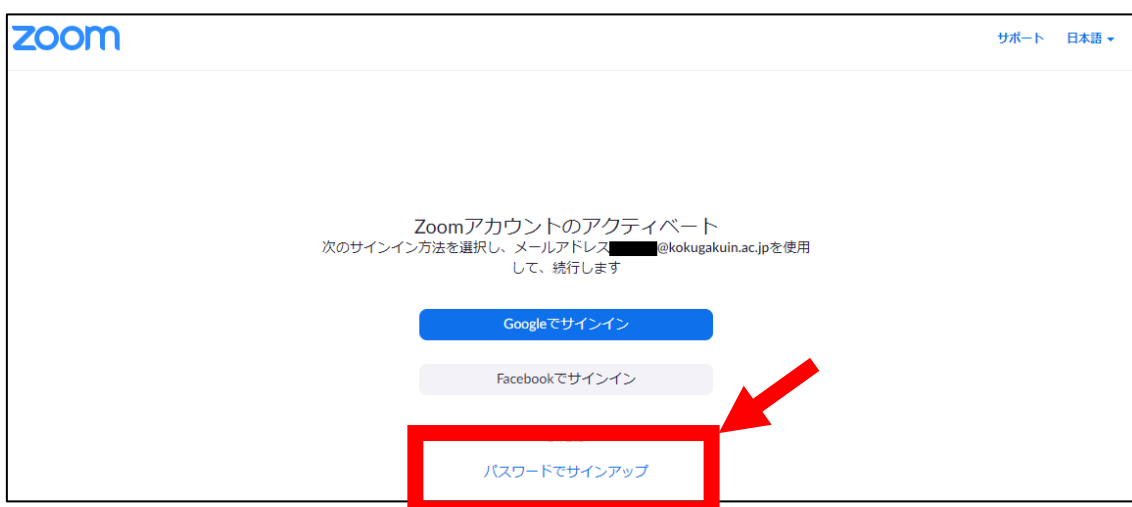 zoom
サポート 日本語
Zoomアカウントのアクティベート
次のサインイン方法を選択し、メールアドレス @kokugakuin.ac.jpを使用
して、続行します
Googleでサインイン
Facebookでサインイン
パスワードでサインアップ